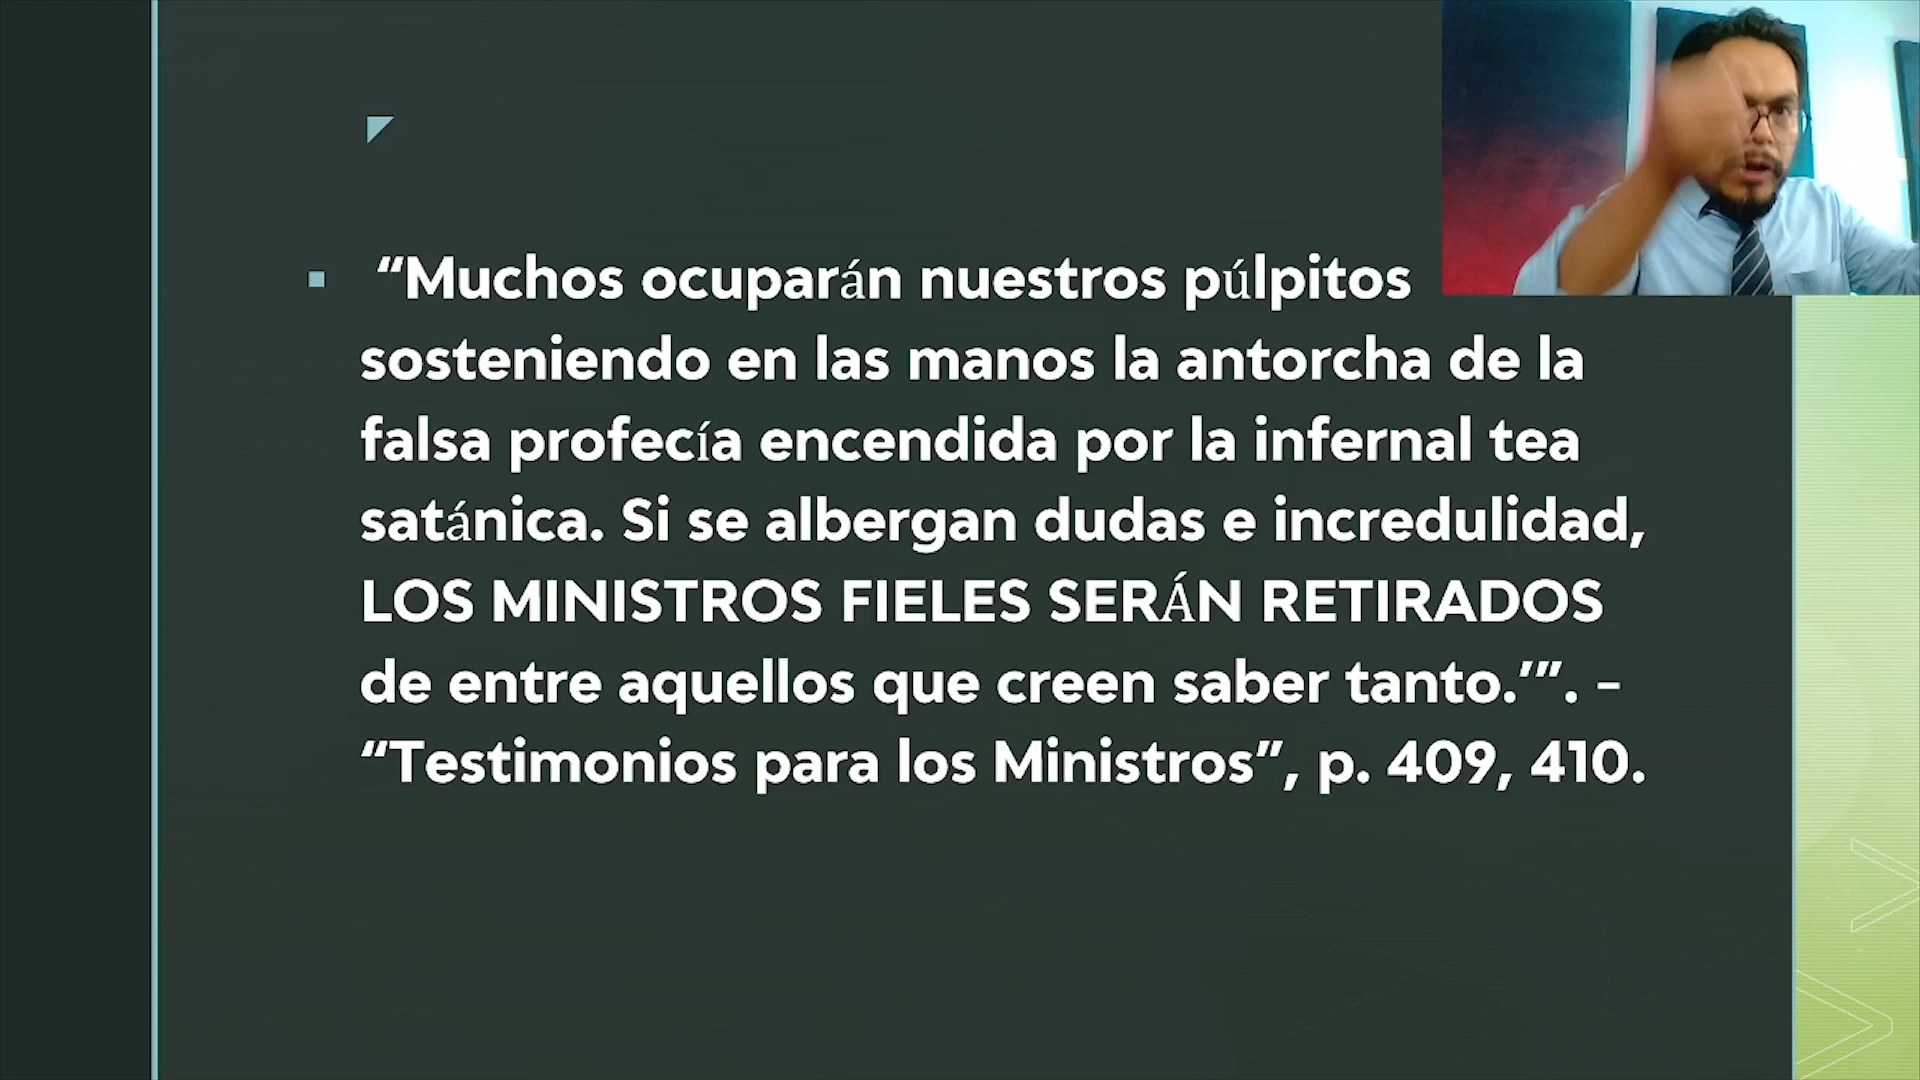 “Muchos ocuparán nuestros púlpitos
sosteniendo en las manos la antorcha de la
falsa profecía encendida por la infernal tea
satánica. Si se albergan dudas e incredulidad,
LOS MINISTROS FIELES SERÁN RETIRADOS
de entre aquellos que creen saber tanto.’”. –
“Testimonios para los Ministros”, p. 409, 410.